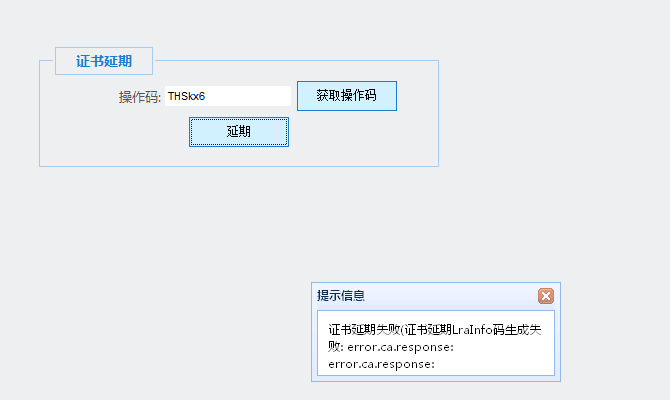 证书延期
操作码: THSkx6 获取操作码
延期
提示信息
证书延期失败(证书延期LraInfo码生成失
败: error.ca.response:
error.ca.response: